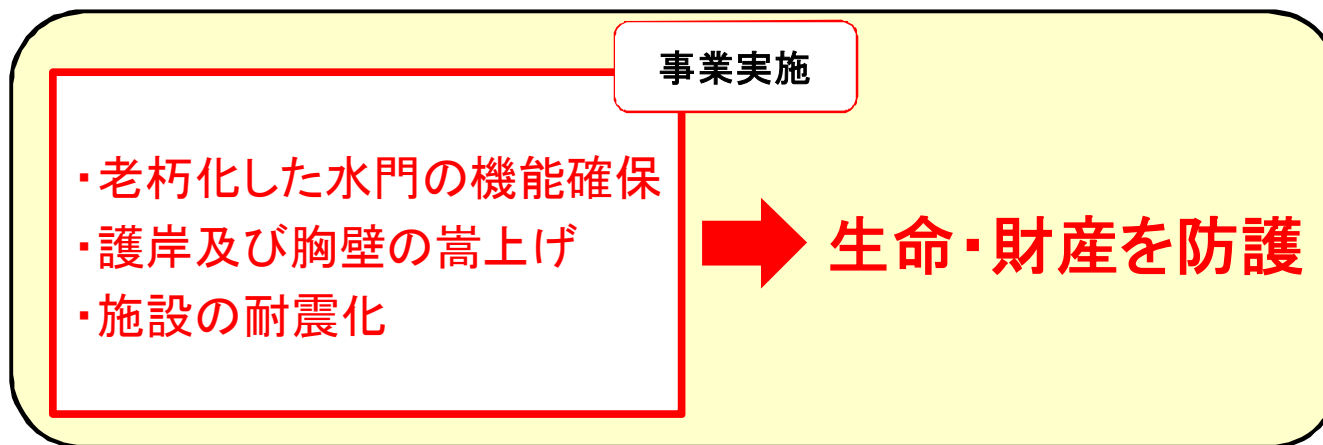 事業実施
・老朽化した水門の機能確保
・護岸及び胸壁の嵩上げ
・施設の耐震化
生命・財産を防護